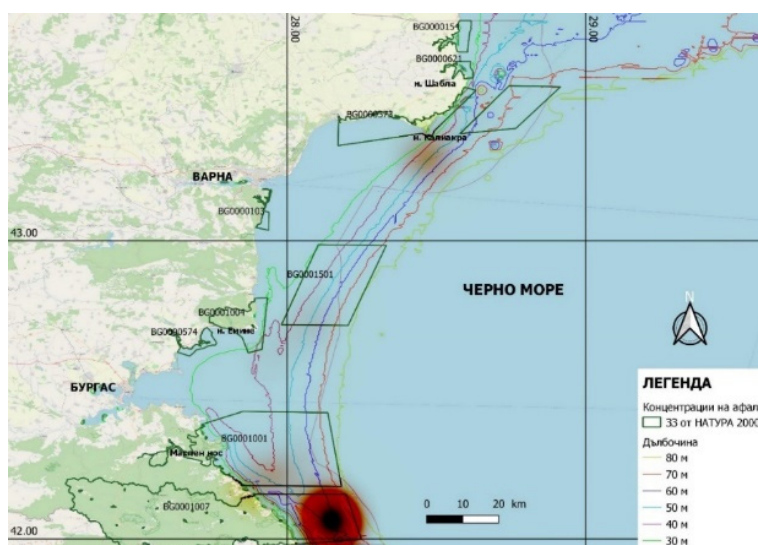 28.00
29.00
BG0000154
BG0000621
н. Шабла
BG0000573
н. Калиакра
ВАРНА
BG0000103
43.00
BG0001501
ЧЕРНО МОРЕ
BG0001004
н. Емине
BG0000574
N
БУРГАС
ЛЕГЕНДА
Концентрации на афал
ЗЗ от НАТУРА 2000
BG0001001
Маслен нос
Дълбочина
80 м
70 м
60 м
50 м
40 м
30 м
BG0001007
0 10 20 km
42.00